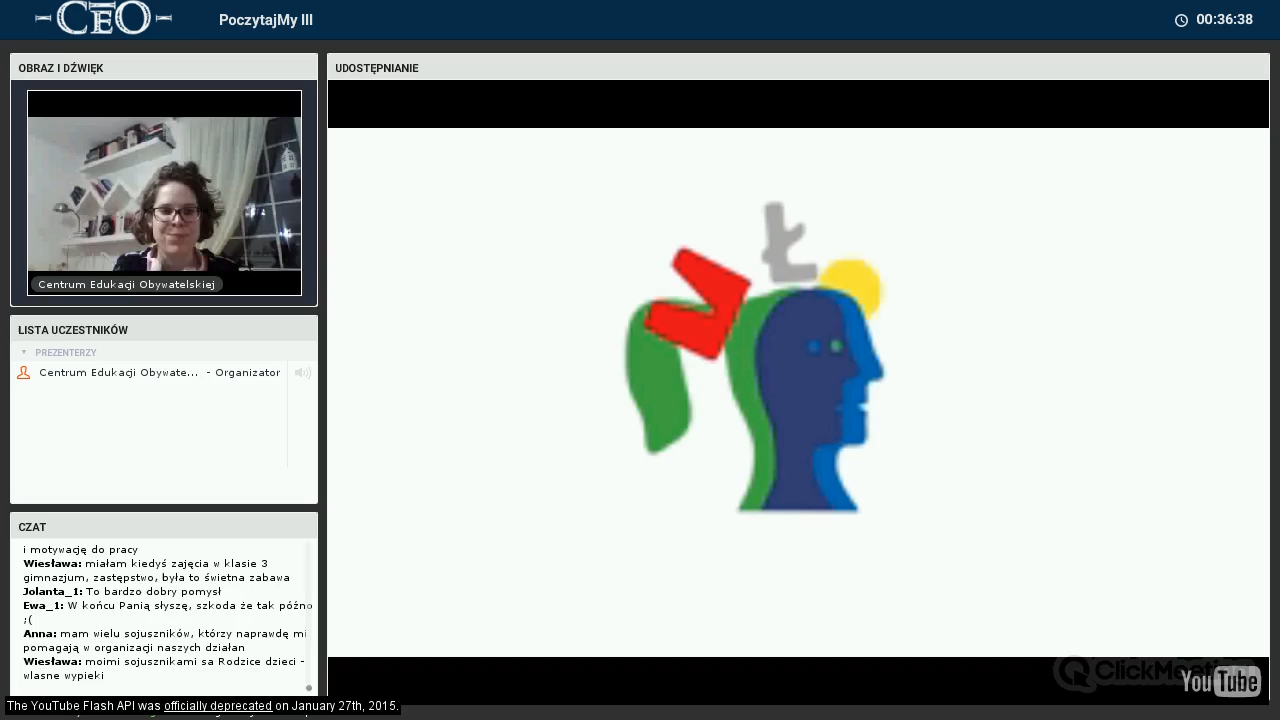 CEO
PoczytajMy III
00:36:38
OBRAZ I DŹWIĘK
UDOSTĘPNIANIE
Centrum Edukacji Obywatelskiej
LISTA UCZESTNIKÓW
PREZENTERZY
Centrum Edukacji Obywate... - Organizator
CZAT
i motywację do pracy
Wiesława: miałam kiedyś zajęcia w klasie 3
gimnazjum, zastępstwo, była to świetna zabawa
Jolanta_1: To bardzo dobry pomysł
Ewa_1: W końcu Panią słyszę, szkoda że tak późno
;(
Anna: mam wielu sojuszników, którzy naprawdę mi
pomagają w organizacji naszych działan
Wiesława: moimi sojusznikami sa Rodzice dzieci -
wlasne wypieki
Ł
ClickMeeting
YouTube
The YouTube Flash API was officially deprecated on January 27th, 2015.